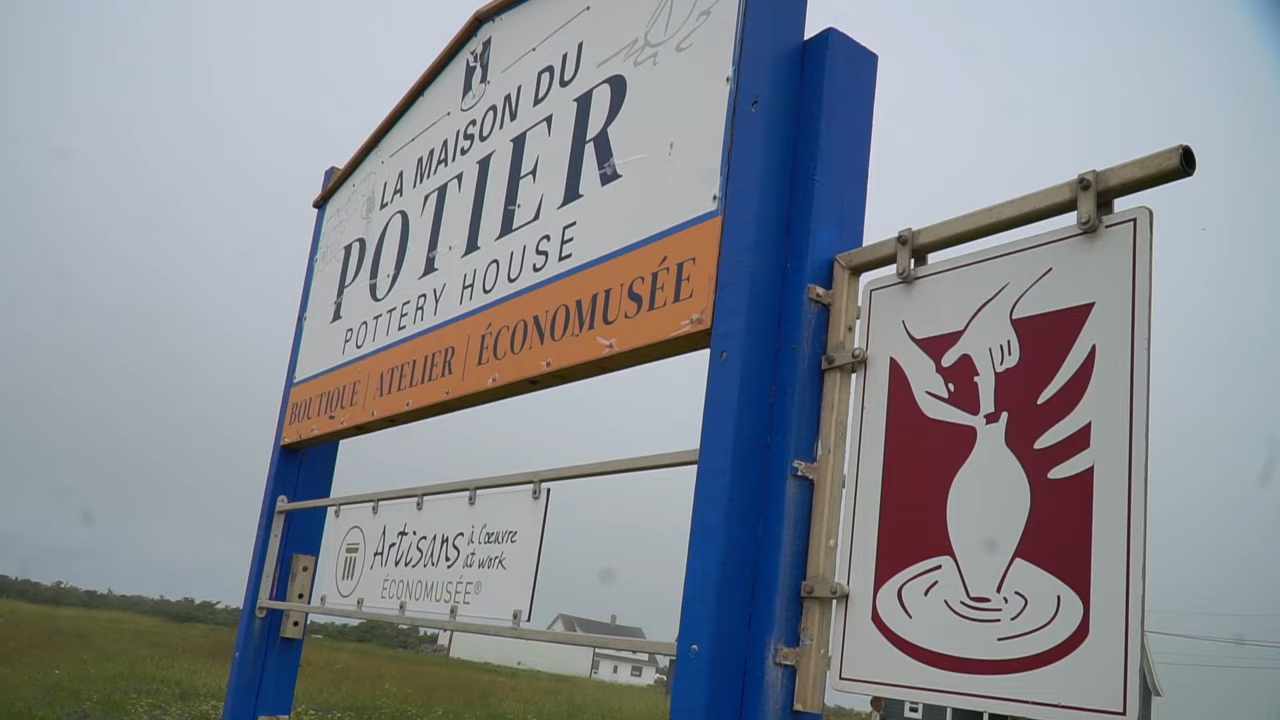 LA MAISON DU
POTIER
POTTERY HOUSE
BOUTIQUE | ATELIER | ÉCONOMUSÉE
Artisans à l'œuvre
at work
ÉCONOMUSÉE®